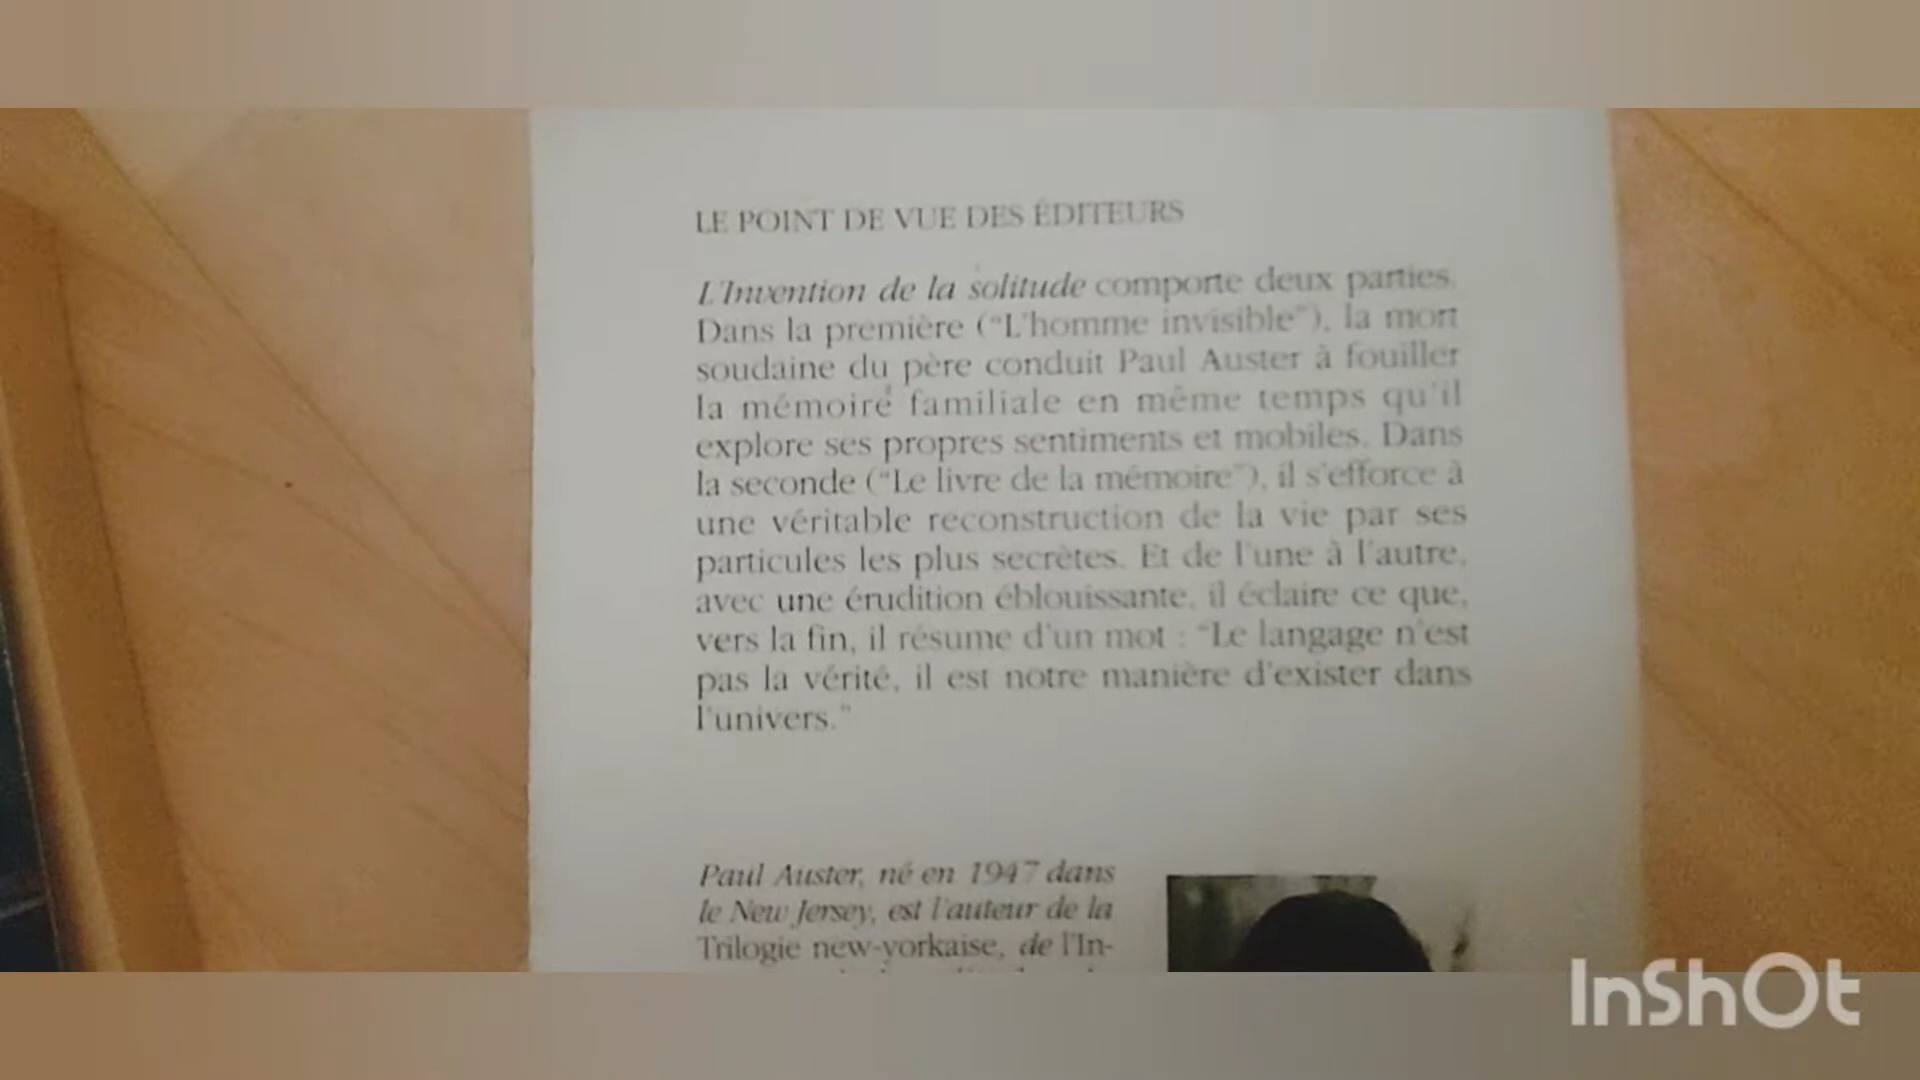 LE POINT DE VUE DES ÉDITEURS
L'Invention de la solitude comporte deux parties.
Dans la première (“L'homme invisible”), la mort
soudaine du père conduit Paul Auster à fouiller
la mémoire familiale en même temps qu'il
explore ses propres sentiments et mobiles. Dans
la seconde (“Le livre de la mémoire”), il s'efforce à
une véritable reconstruction de la vie par ses
particules les plus secrètes. Et de l'une à l'autre,
avec une érudition éblouissante, il éclaire ce que,
vers la fin, il résume d'un mot : “Le langage n'est
pas la vérité, il est notre manière d'exister dans
l'univers.”
Paul Auster, né en 1947 dans
le New Jersey, est l'auteur de la
Trilogie new-yorkaise, de l'In-
InShOt